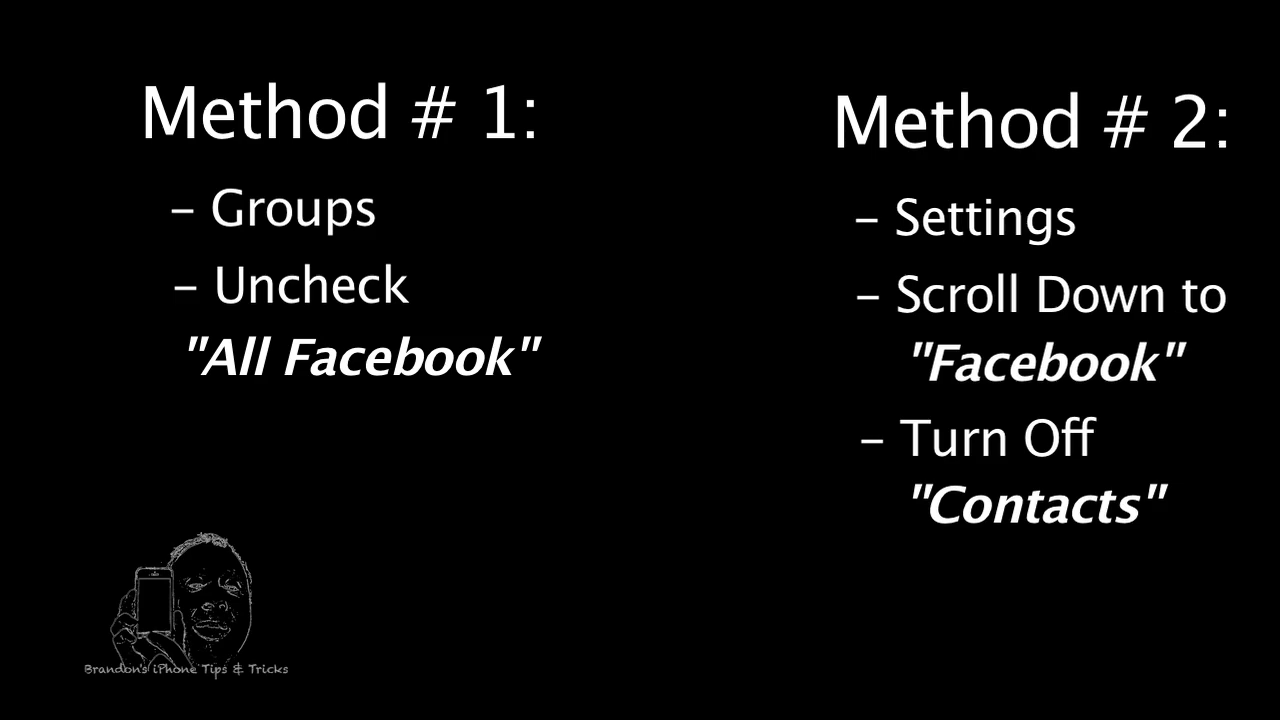 Method # 1:
– Groups
– Uncheck
"All Facebook"
Method # 2:
– Settings
– Scroll Down to
"Facebook"
– Turn Off
"Contacts"
Brandon's iPhone Tips & Tricks